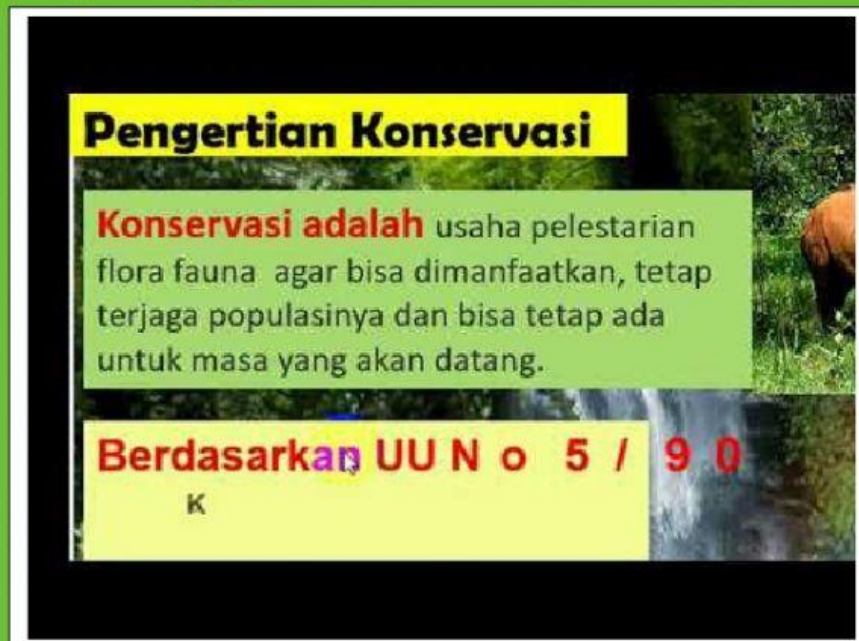 Pengertian Konservasi
Konservasi adalah usaha pelestarian
flora fauna agar bisa dimanfaatkan, tetap
terjaga populasinya dan bisa tetap ada
untuk masa yang akan datang.
Berdasarkan UU N o 5 / 9 0
K